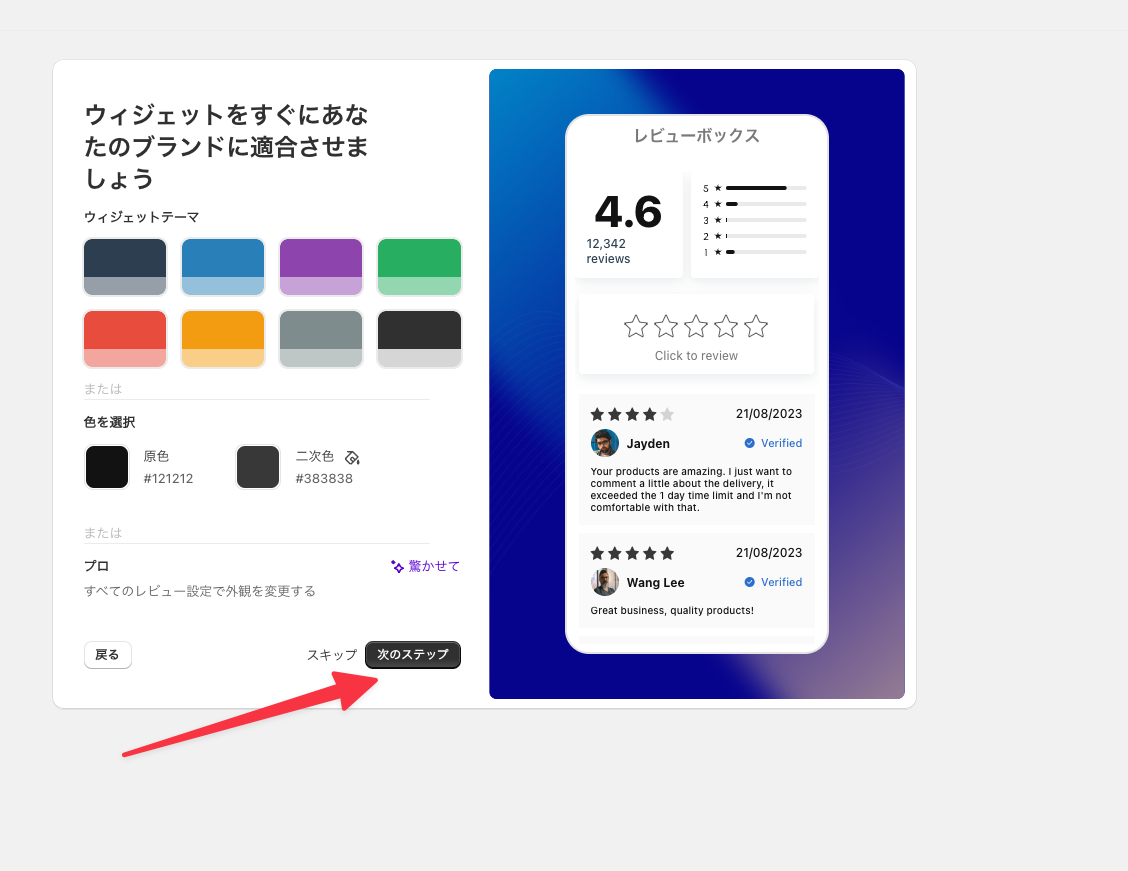 ウィジェットをすぐにあな
たのブランドに適合させま
しょう
ウィジェットテーマ
または
色を選択
原色
#121212
二次色
#383838
または
プロ
驚かせて
すべてのレビュー設定で外観を変更する
戻る
スキップ
次のステップ
レビューボックス
4.6
12,342
reviews
5 ★
4 ★
3 ★
2 ★
1 ★
Click to review
21/08/2023
Jayden
Verified
Your products are amazing. I just want to
comment a little about the delivery, it
exceeded the 1 day time limit and I'm not
comfortable with that.
21/08/2023
Wang Lee
Verified
Great business, quality products!